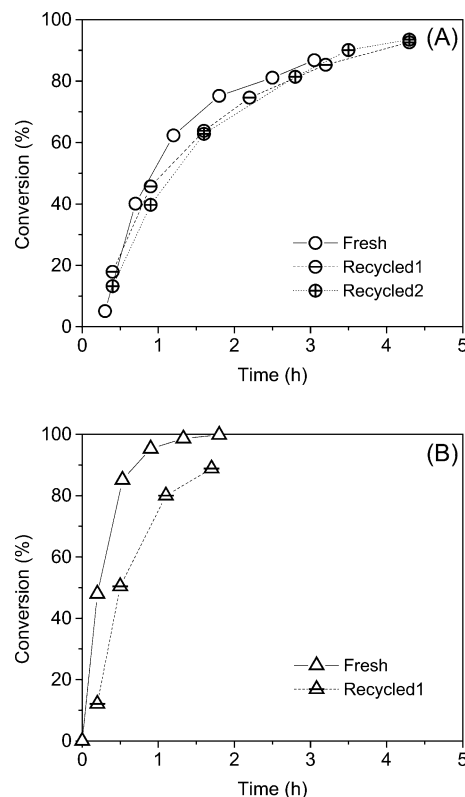 100
80
60
40
20
0
Conversion (%)
(A)
Fresh
Recycled1
Recycled2
0 1 2 3 4 5
Time (h)
100
80
60
40
20
0
Conversion (%)
(B)
Fresh
Recycled1
0 1 2 3 4 5
Time (h)